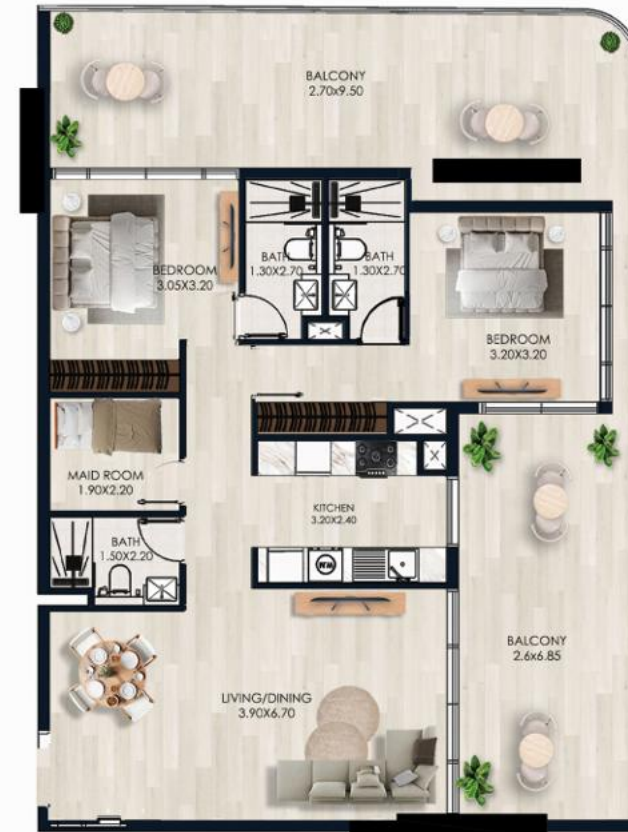 BALCONY
2.70x9.50
BEDROOM
3.05X3.20
BATH
1.30X2.70
BATH
1.30X2.70
BEDROOM
3.20X3.20
MAID ROOM
1.90X2.20
KITCHEN
3.20X2.40
BATH
1.50X2.20
BALCONY
2.6x6.85
LIVING/DINING
3.90X6.70